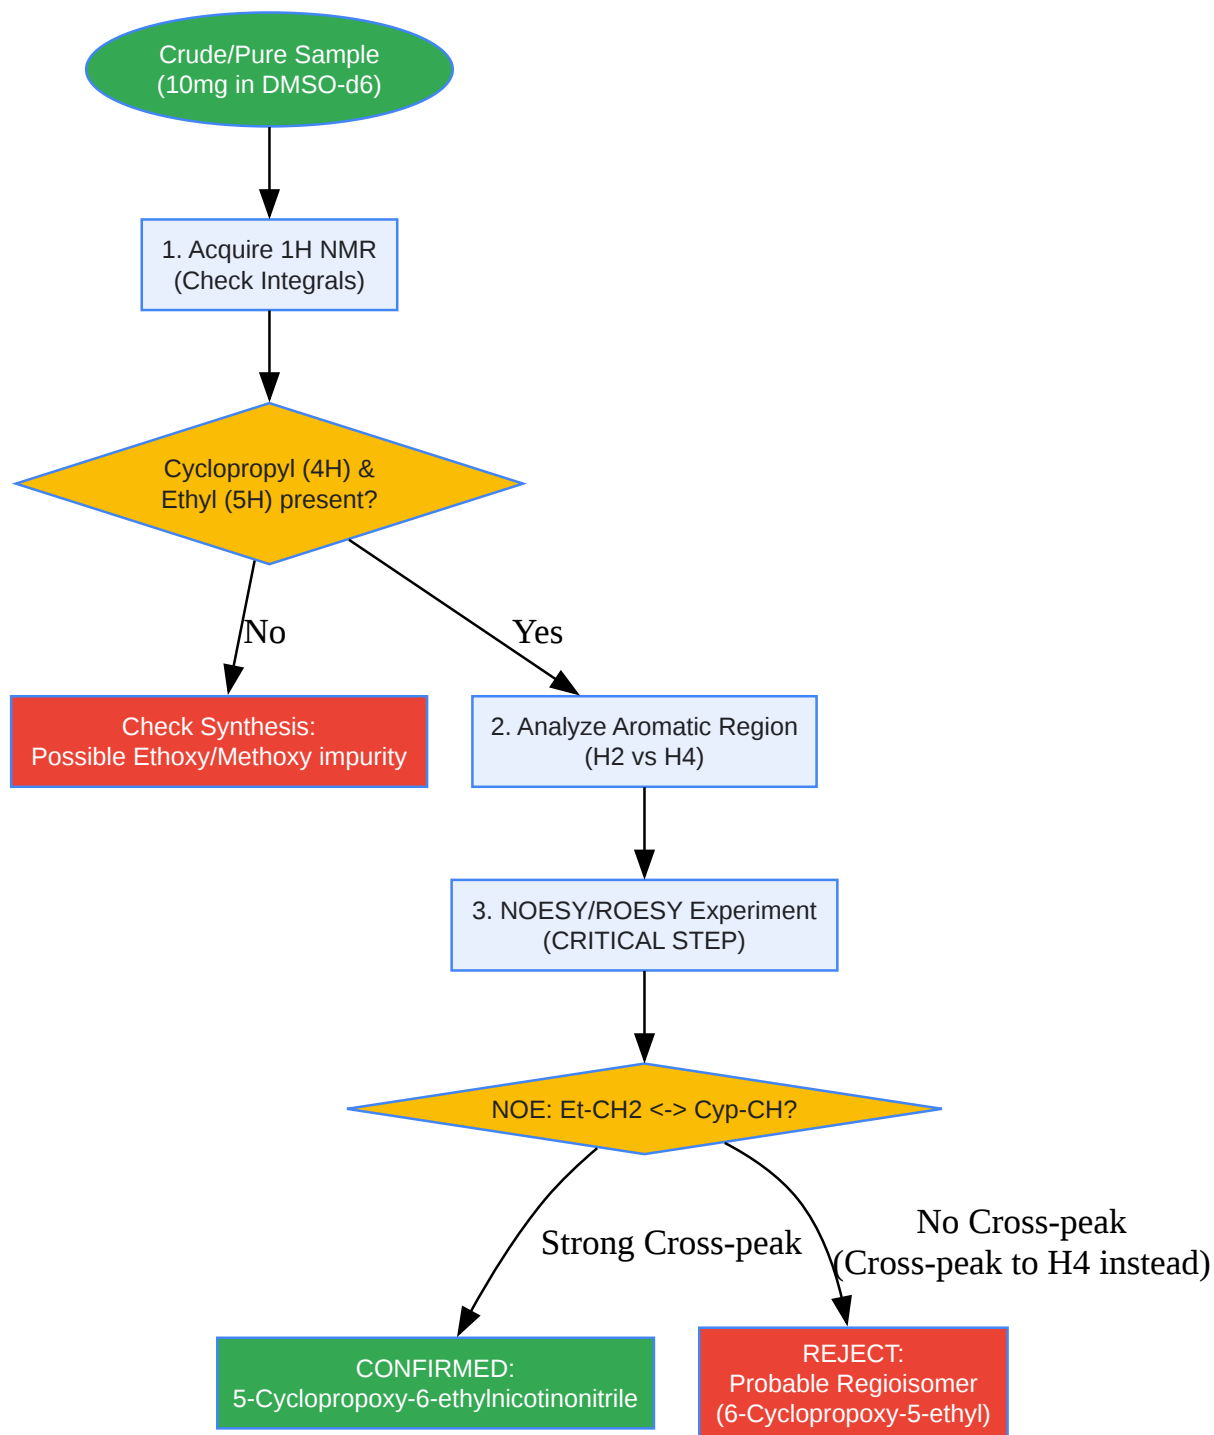 Crude/Pure Sample
(10mg in DMSO-d6)
1. Acquire 1H NMR
(Check Integrals)
Cyclopropyl (4H) &
Ethyl (5H) present?
No
Yes
Check Synthesis:
Possible Ethoxy/Methoxy impurity
2. Analyze Aromatic Region
(H2 vs H4)
3. NOESY/ROESY Experiment
(CRITICAL STEP)
NOE: Et-CH2 <-> Cyp-CH?
Strong Cross-peak
No Cross-peak
(Cross-peak to H4 instead)
CONFIRMED:
5-Cyclopropoxy-6-ethylnicotinonitrile
REJECT:
Probable Regioisomer
(6-Cyclopropoxy-5-ethyl)